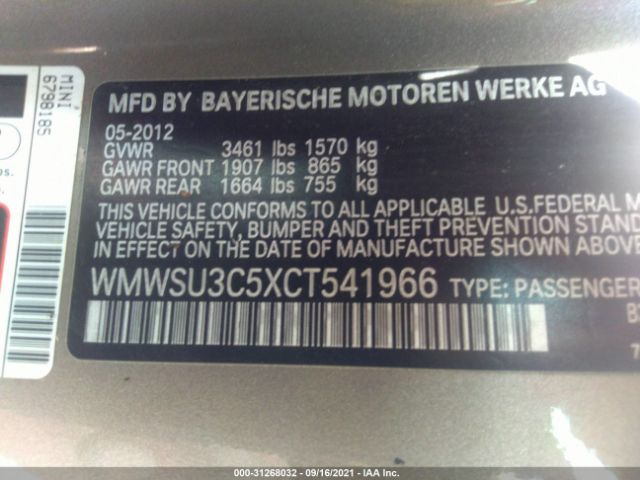 MINI
6798185
MFD BY BAYERISCHE MOTOREN WERKE AG
05-2012
GVWR 3461 lbs 1570 kg
GAWR FRONT 1907 lbs 865 kg
GAWR REAR 1664 lbs 755 kg
THIS VEHICLE CONFORMS TO ALL APPLICABLE U.S.FEDERAL M
VEHICLE SAFETY, BUMPER AND THEFT PREVENTION STAND
IN EFFECT ON THE DATE OF MANUFACTURE SHOWN ABOVE
WMWSU3C5XCT541966 TYPE: PASSENGER
000-31268032 - 09/16/2021 - IAA Inc.